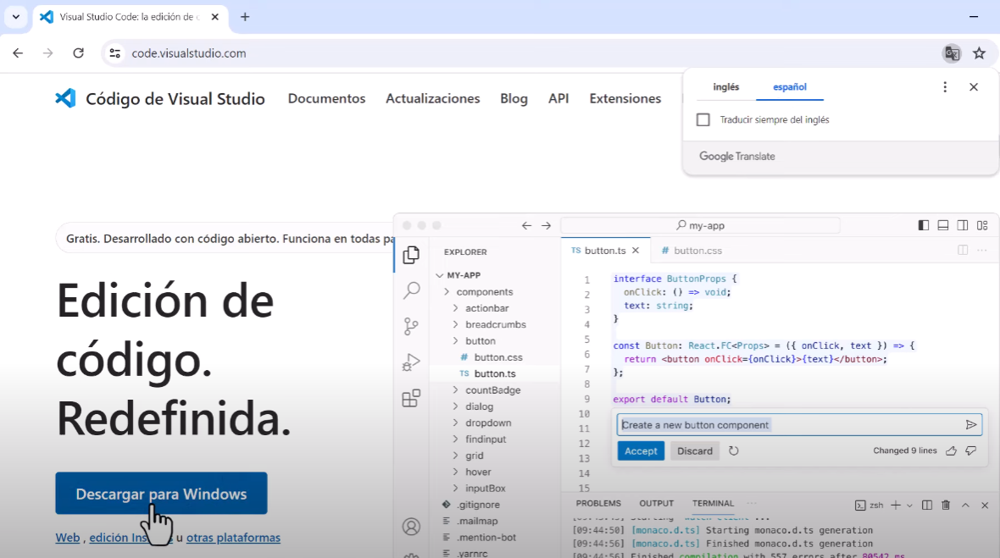 Visual Studio Code: la edición de
code.visualstudio.com
inglés
español
Traducir siempre del inglés
Google Translate
Código de Visual Studio
Documentos
Actualizaciones
Blog
API
Extensiones
Gratis. Desarrollado con código abierto. Funciona en todas
Edición de
código.
Redefinida.
Descargar para Windows
Web , edición u otras plataformas
my-app
EXPLORER
MY-APP
components
actionbar
breadcrumbs
button
# button.css
TS button.ts
countBadge
dialog
dropdown
findinput
grid
hover
inputBox
.gitignore
.mailmap
.mention-bot
.yarnrc
TS button.ts
# button.css
1 interface ButtonProps {
2 onClick: () => void;
3 text: string;
4 }
5
6 const Button: React.FC<Props> = ({ onClick, text }) => {
7 return <button onClick={onClick}>{text}</button>;
8 };
9
10 export default Button;
11
12
13
14
15
Create a new button component
Accept
Discard
Changed 9 lines
PROBLEMS
OUTPUT
TERMINAL
zsh
[09:44:50] [monaco.d.ts] Starting monaco.d.ts generation
[09:44:56] [monaco.d.ts] Finished monaco.d.ts generation
[09:44:56] Finished compilation with 557 errors after 80542 ms